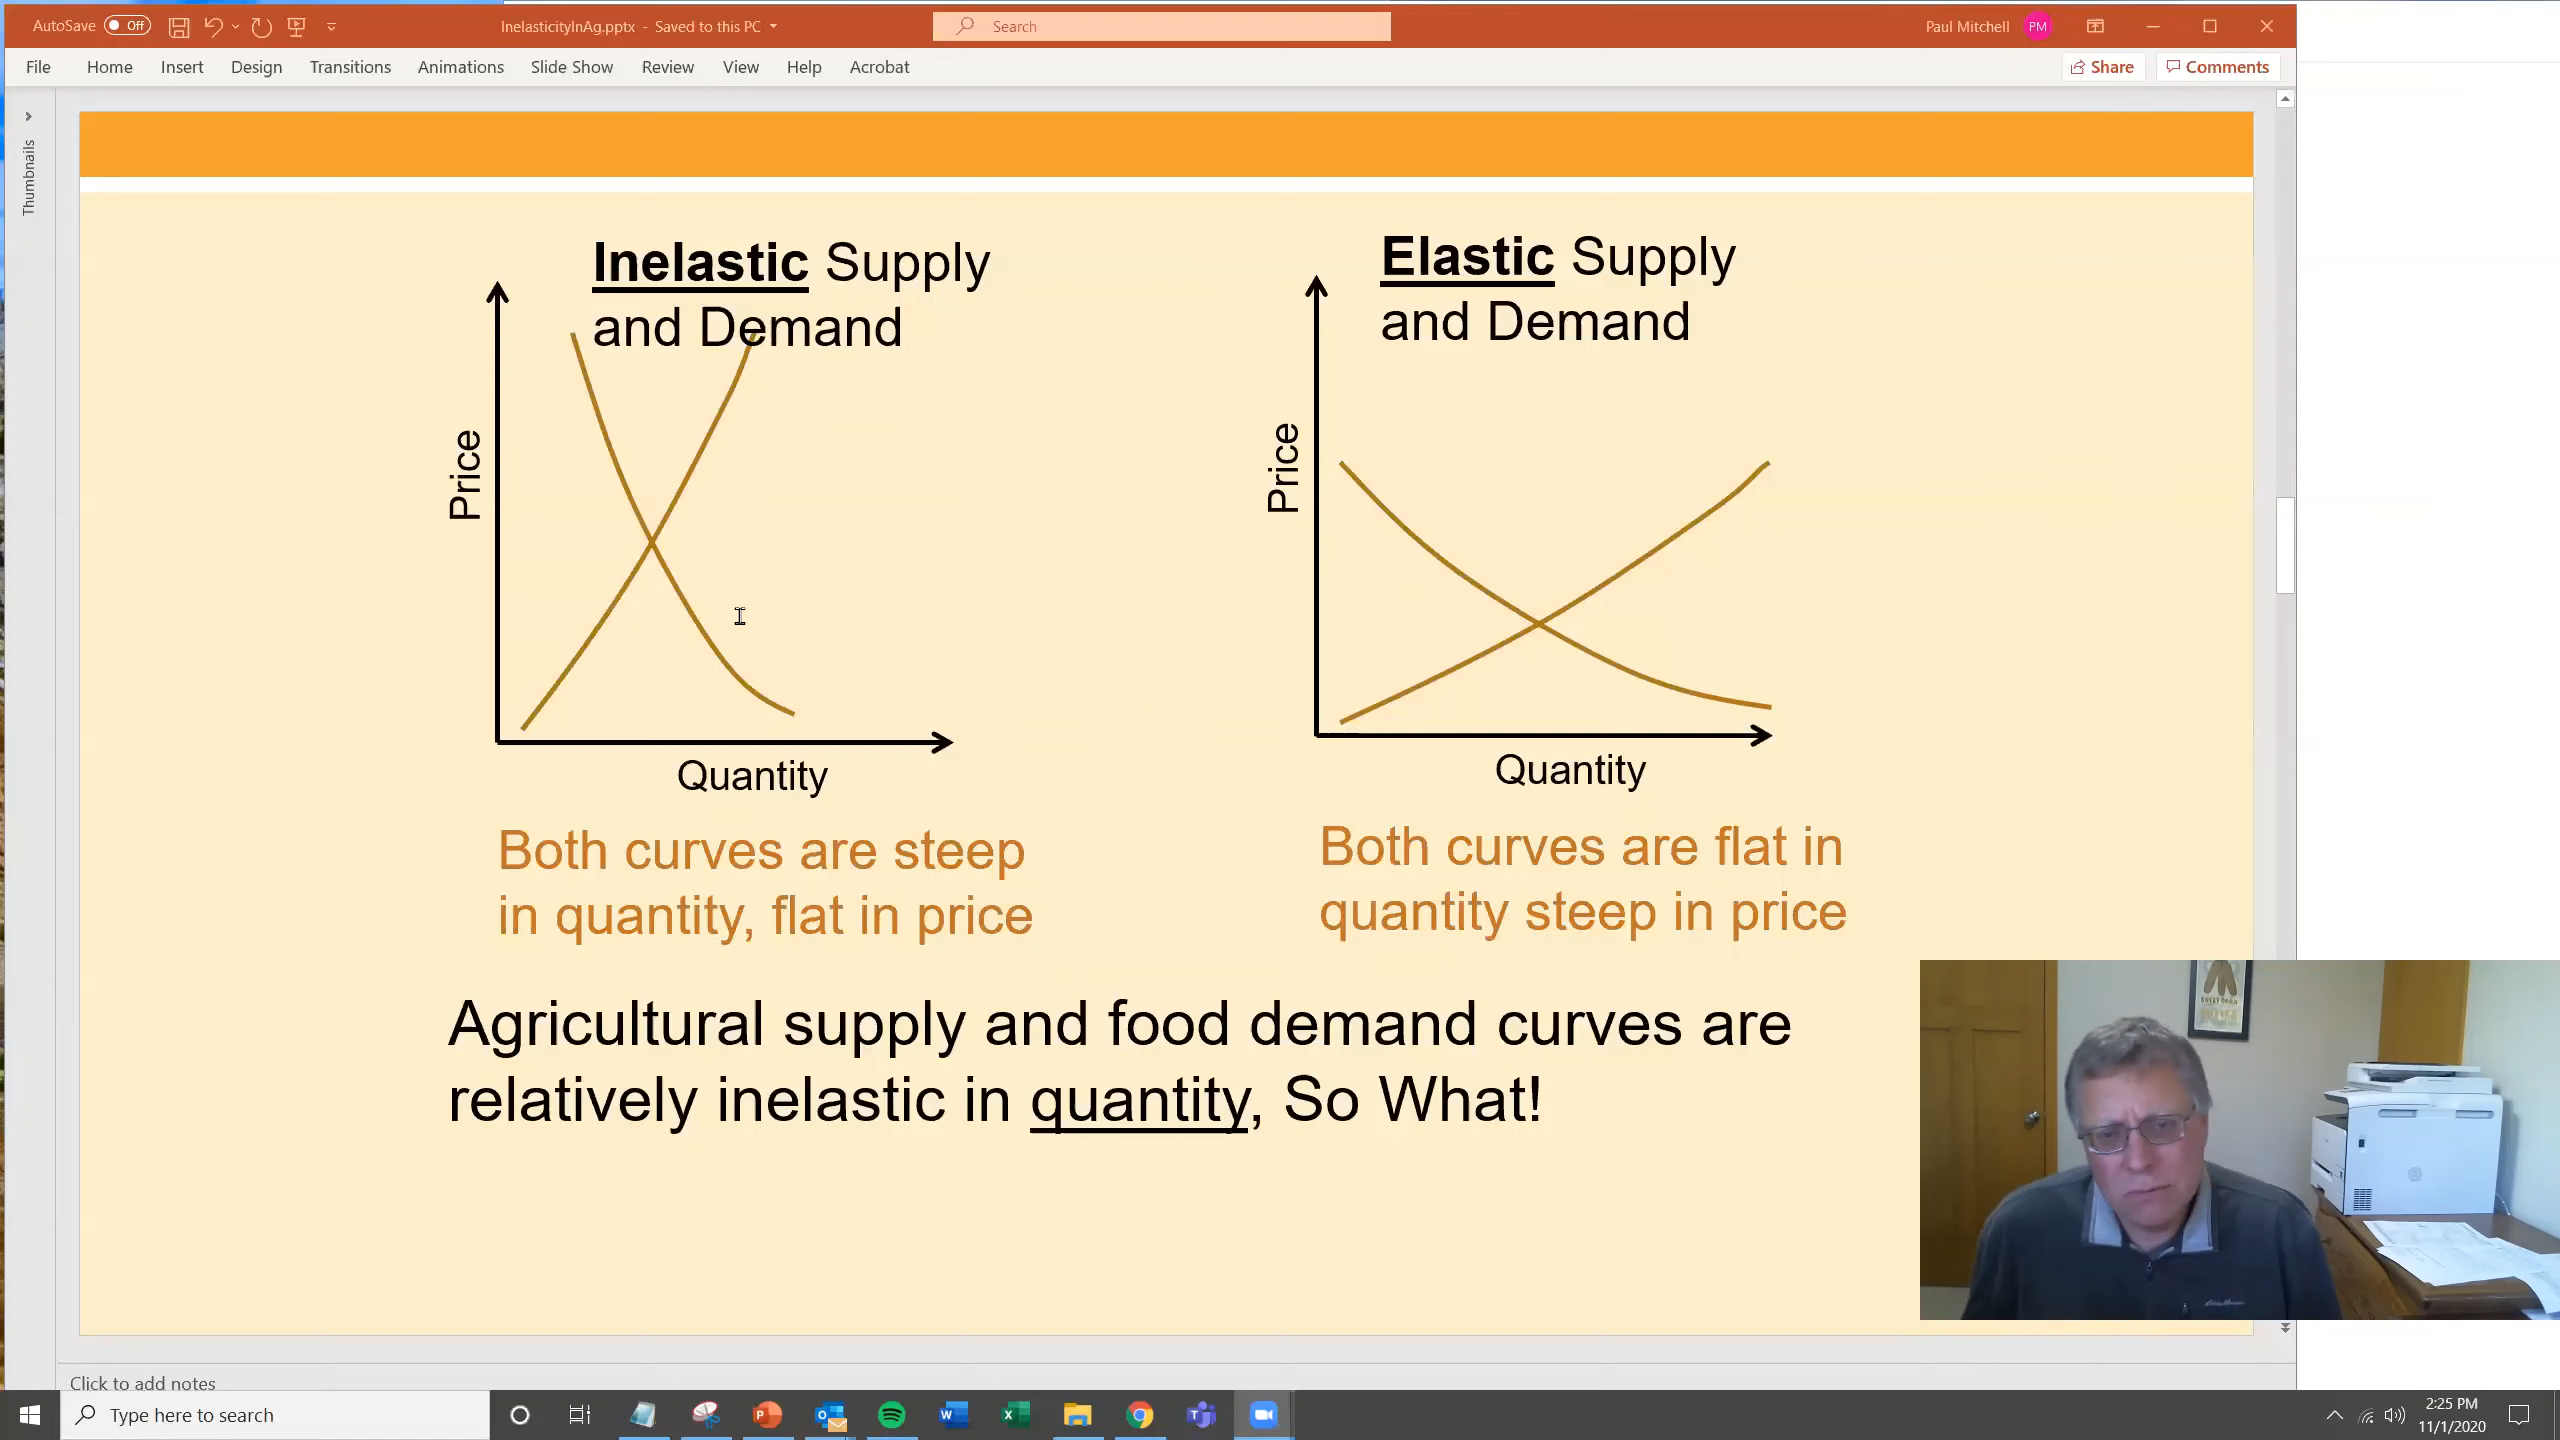 AutoSave Off
InelasticityInAg.pptx - Saved to this PC
Search
Paul Mitchell PM
File Home Insert Design Transitions Animations Slide Show Review View Help Acrobat
Share Comments
Thumbnails
Inelastic Supply
and Demand
Price
Quantity
Both curves are steep
in quantity, flat in price
Elastic Supply
and Demand
Price
Quantity
Both curves are flat in
quantity steep in price
Agricultural supply and food demand curves are
relatively inelastic in quantity, So What!
Click to add notes
Type here to search
2:25 PM
11/1/2020